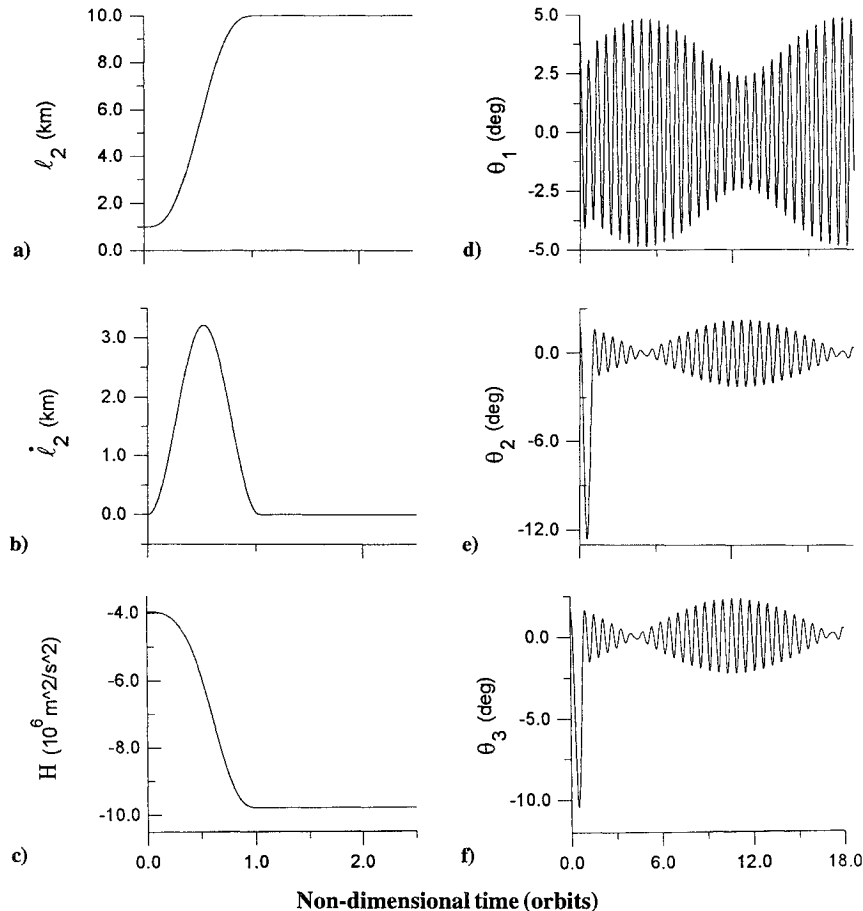 10.0
8.0
6.0
4.0
2.0
0.0
ℓ2 (km)
a)
3.0
2.0
1.0
0.0
ℓ̇2 (km)
b)
-4.0
-6.0
-8.0
-10.0
H (10^6 m^2/s^2)
c)
0.0 1.0 2.0
5.0
2.5
0.0
-2.5
-5.0
θ1 (deg)
d)
0.0
-6.0
-12.0
θ2 (deg)
e)
0.0
-5.0
-10.0
θ3 (deg)
f)
0.0 6.0 12.0 18.0
Non-dimensional time (orbits)